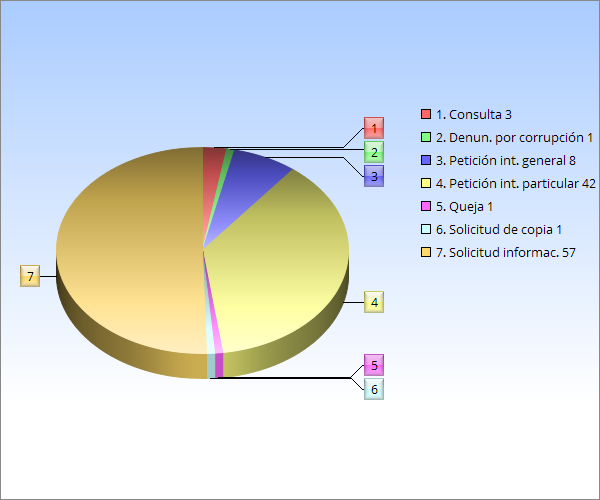 1
2
3
7
4
5
6
1. Consulta 3
2. Denun. por corrupción 1
3. Petición int. general 8
4. Petición int. particular 42
5. Queja 1
6. Solicitud de copia 1
7. Solicitud informac. 57